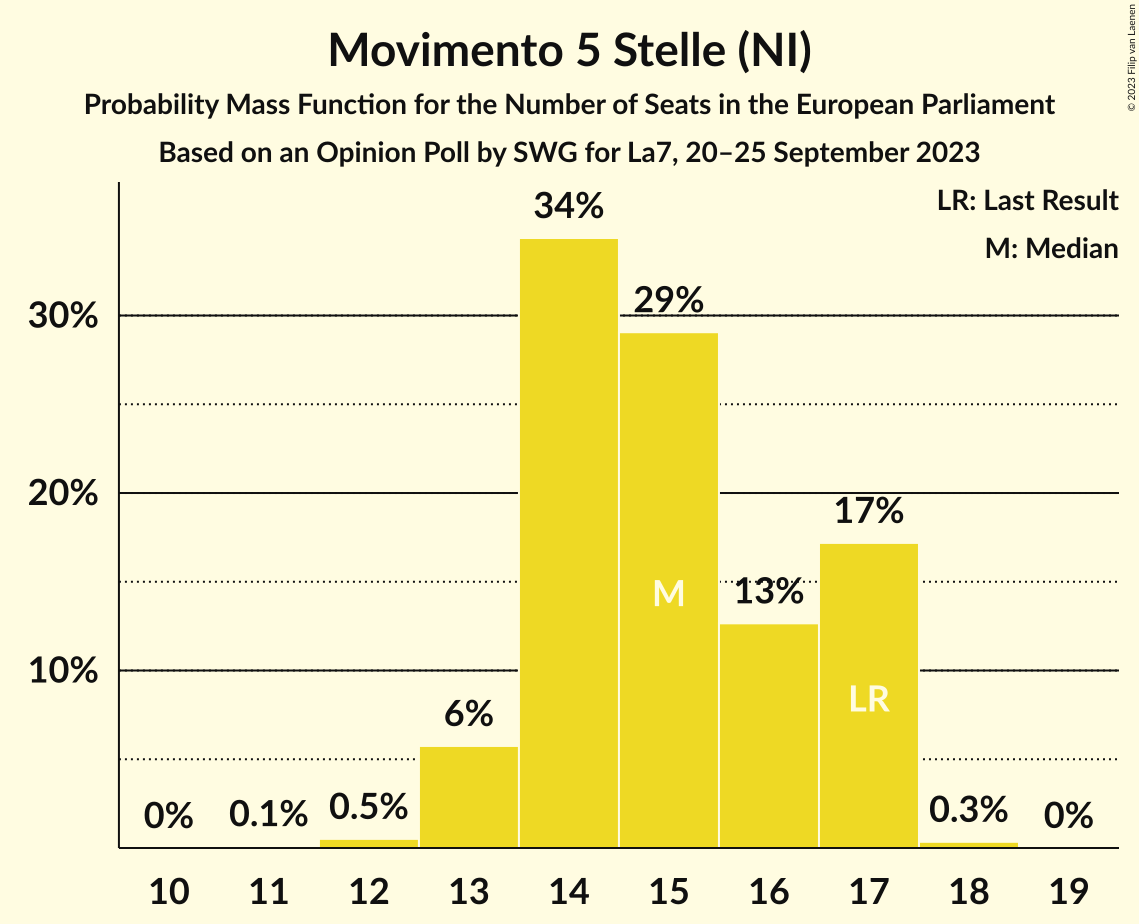 Movimento 5 Stelle (NI)
Probability Mass Function for the Number of Seats in the European Parliament
Based on an Opinion Poll by SWG for La7, 20–25 September 2023
© 2023 Filip van Laenen
LR: Last Result
M: Median
34%
29%
30%
20%
17%
13%
M
10%
LR
6%
0%
0.1%
0.5%
0.3%
0%
10 11 12 13 14 15 16 17 18 19